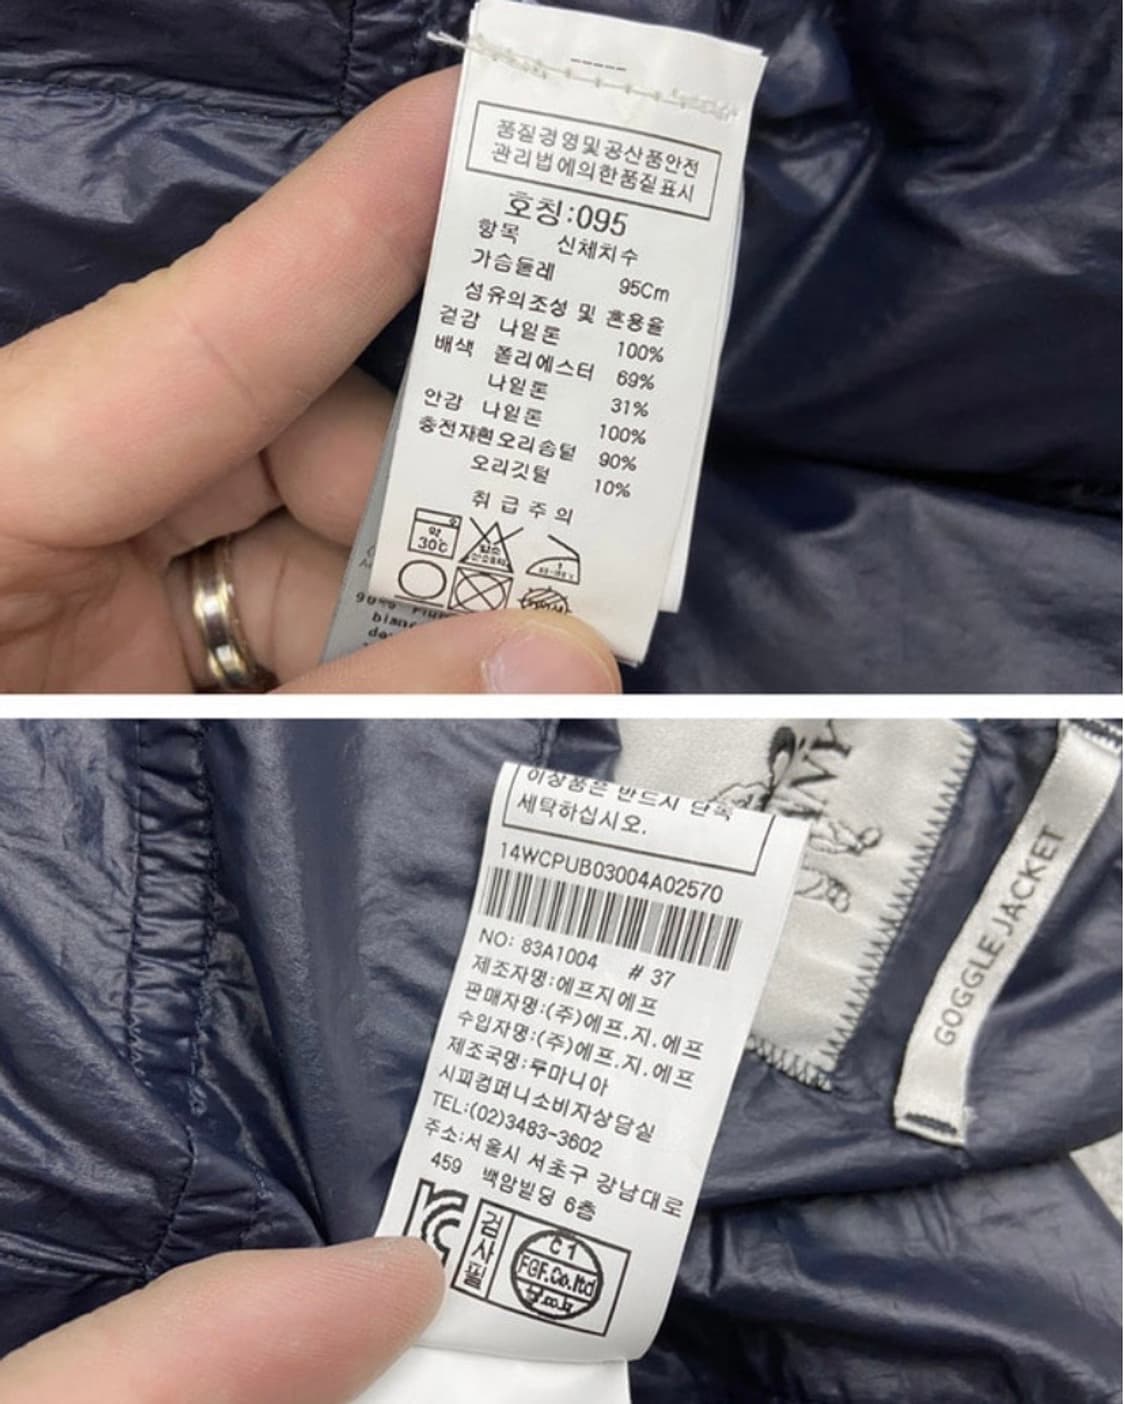 품질경영및공산품안전
관리법에의한품질표시
호칭:095
항목 신체치수
가슴둘레 95Cm
섬유의조성 및 혼용율
겉감 나일론 100%
배색 폴리에스터 69%
나일론 31%
안감 나일론 100%
충전재흰오리솜털 90%
오리깃털 10%
취급주의
약
30℃
염소
90%
bianc
세탁하십시오.
14WCPUB03004A02570
NO: 83A1004 # 37
제조자명:에프지에프
판매자명:(주)에프.지.에프
수입자명:(주)에프.지.에프
제조국명:루마니아
시피컴퍼니소비자상담실
TEL:(02)3483-3602
주소:서울시 서초구 강남대로
459 백암빌딩 6층
검사필
C1
FGF.Co.ltd
GOGGLE JACKET